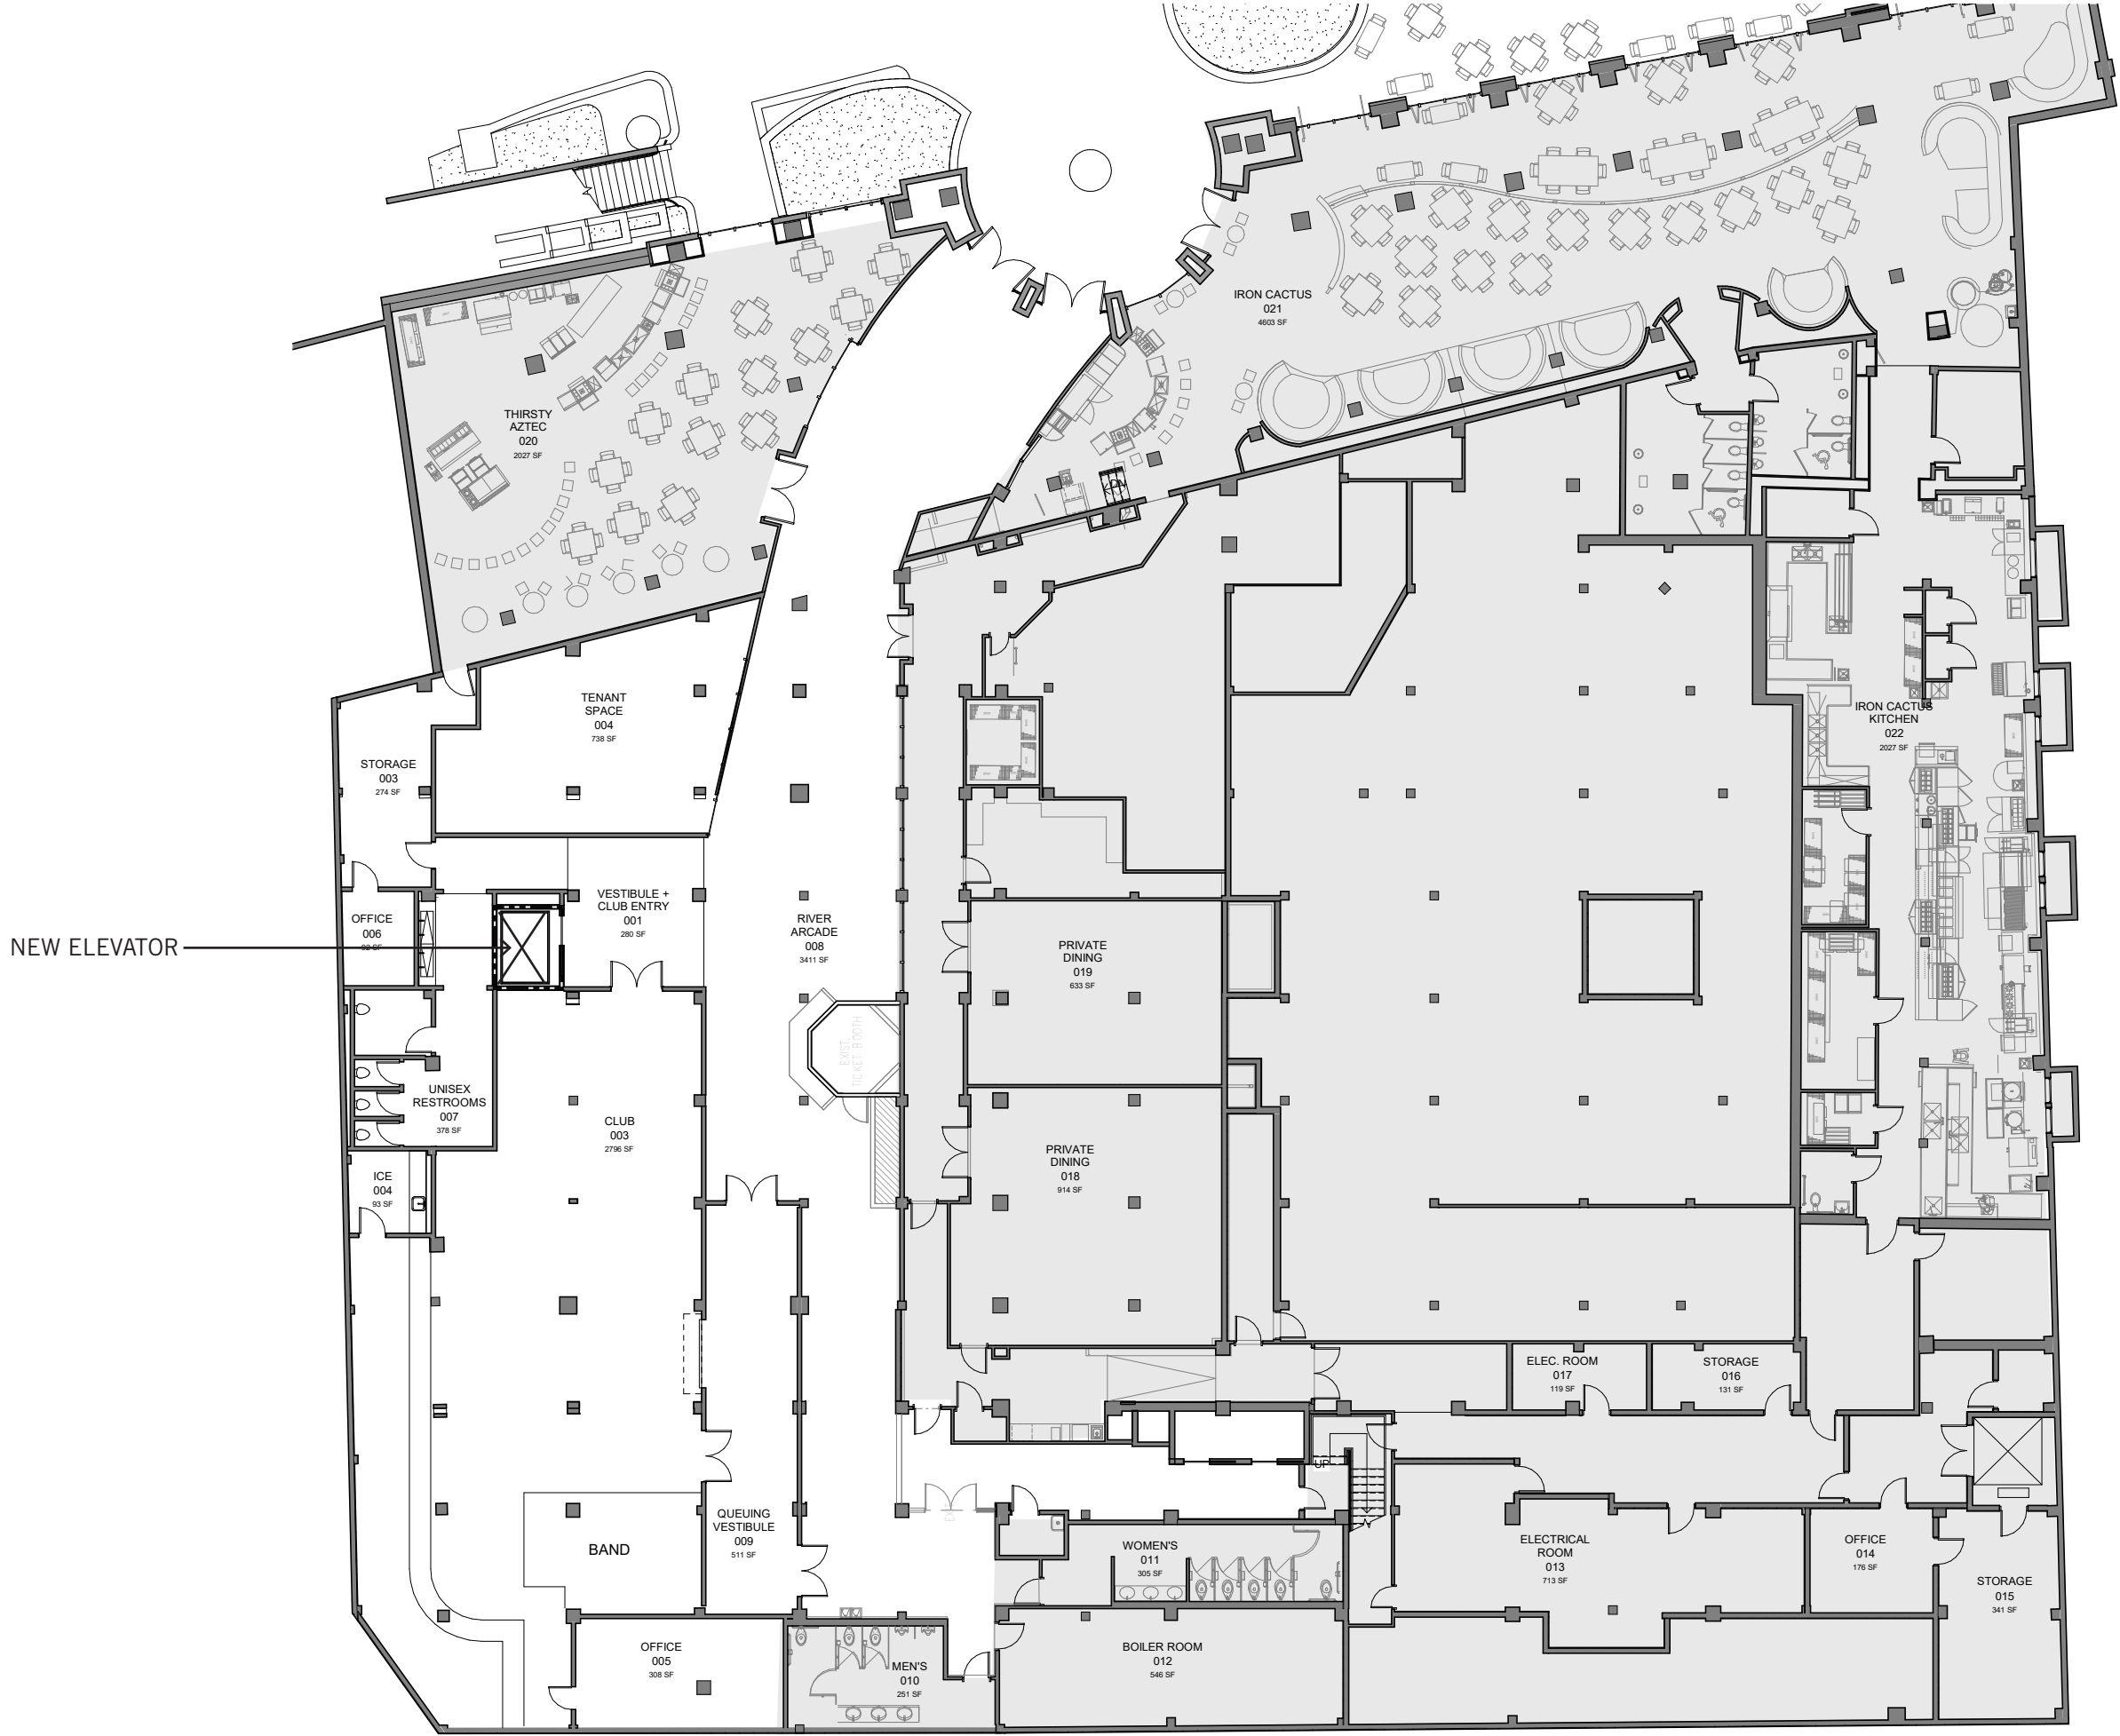 IRON CACTUS
021
4603 SF
THIRSTY
AZTEC
020
2027 SF
TENANT
SPACE
004
738 SF
IRON CACTUS
KITCHEN
022
2027 SF
STORAGE
003
274 SF
VESTIBULE +
CLUB ENTRY
001
280 SF
OFFICE
006
RIVER
ARCADE
008
3411 SF
NEW ELEVATOR
PRIVATE
DINING
019
633 SF
EXIST.
TICKET BOOTH
UNISEX
RESTROOMS
007
378 SF
CLUB
003
2796 SF
PRIVATE
DINING
018
914 SF
ICE
004
93 SF
ELEC. ROOM
017
119 SF
STORAGE
016
131 SF
UP
QUEUING
VESTIBULE
009
511 SF
BAND
WOMEN'S
011
305 SF
ELECTRICAL
ROOM
013
713 SF
OFFICE
014
176 SF
STORAGE
015
341 SF
OFFICE
005
308 SF
MEN'S
010
251 SF
BOILER ROOM
012
546 SF